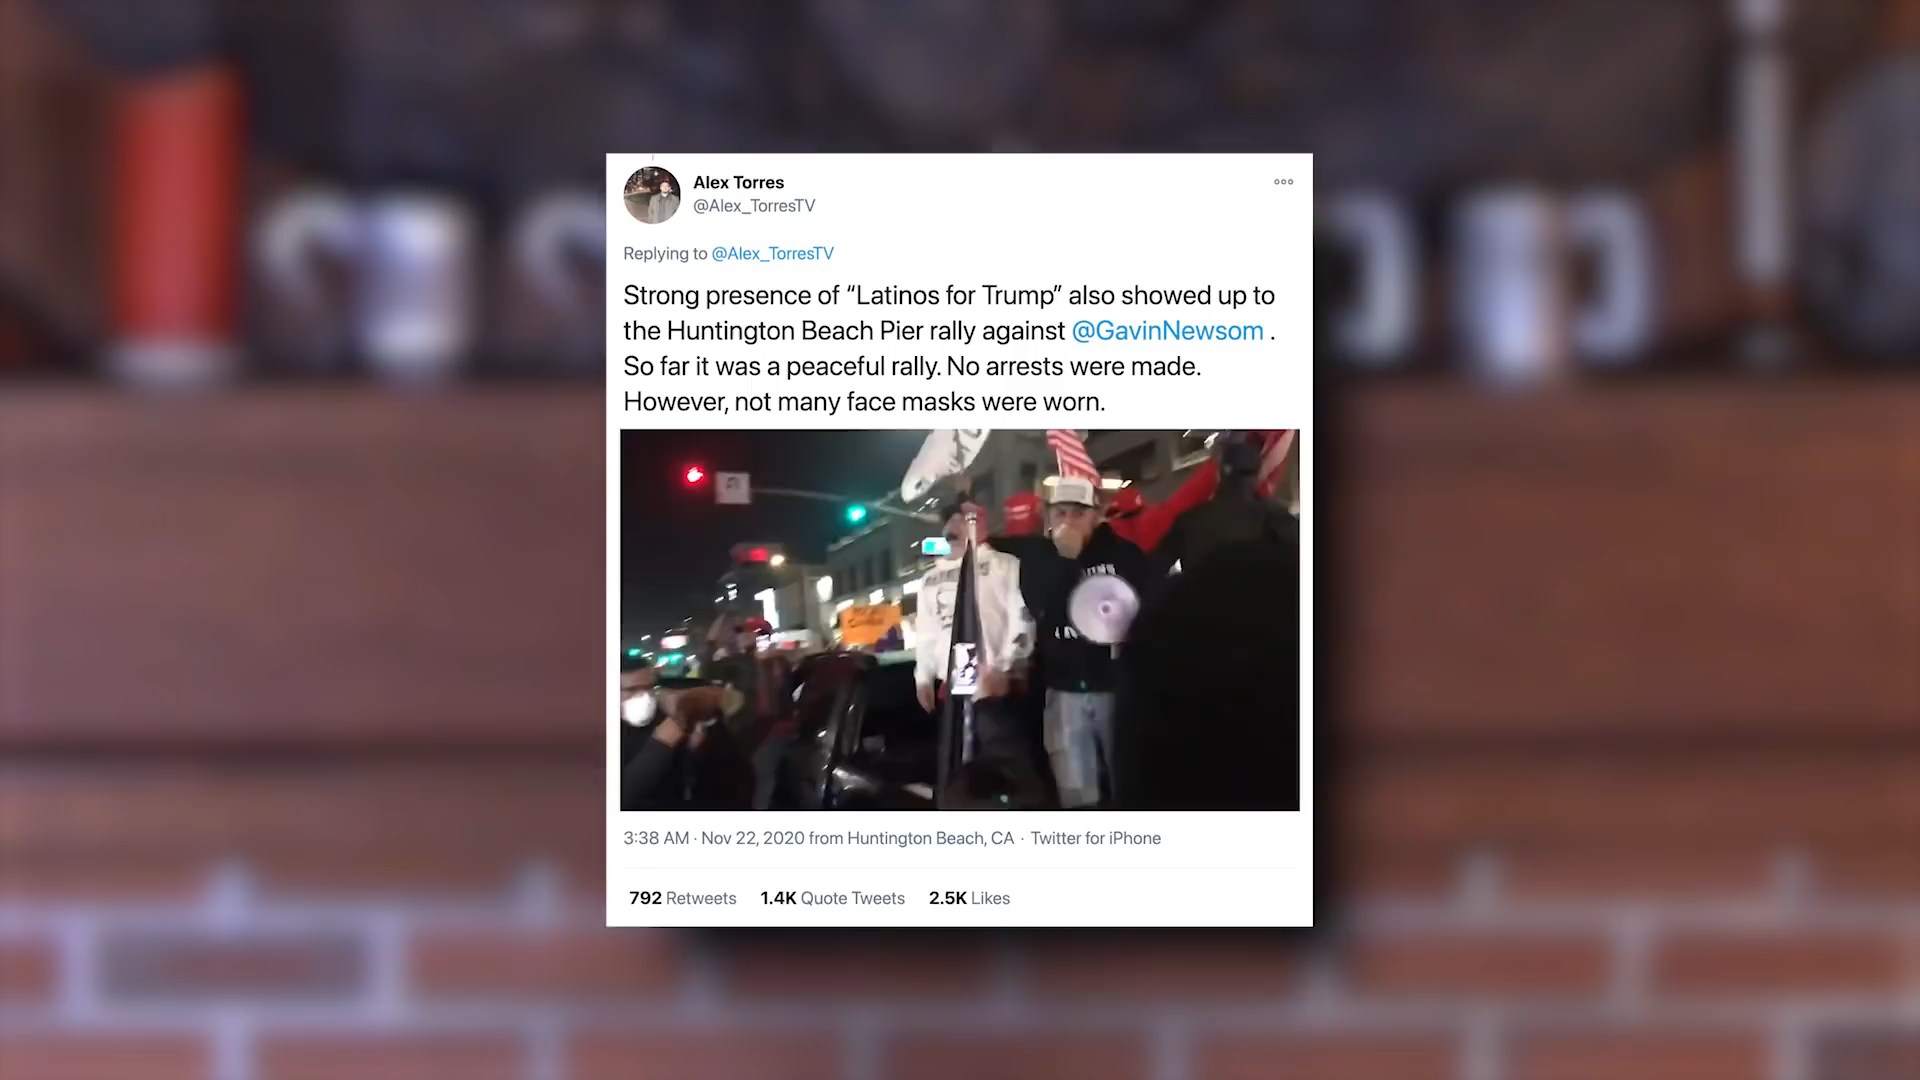 Alex Torres
@Alex_TorresTV
Replying to @Alex_TorresTV
Strong presence of “Latinos for Trump” also showed up to
the Huntington Beach Pier rally against @GavinNewsom .
So far it was a peaceful rally. No arrests were made.
However, not many face masks were worn.
3:38 AM · Nov 22, 2020 from Huntington Beach, CA · Twitter for iPhone
792 Retweets 1.4K Quote Tweets 2.5K Likes